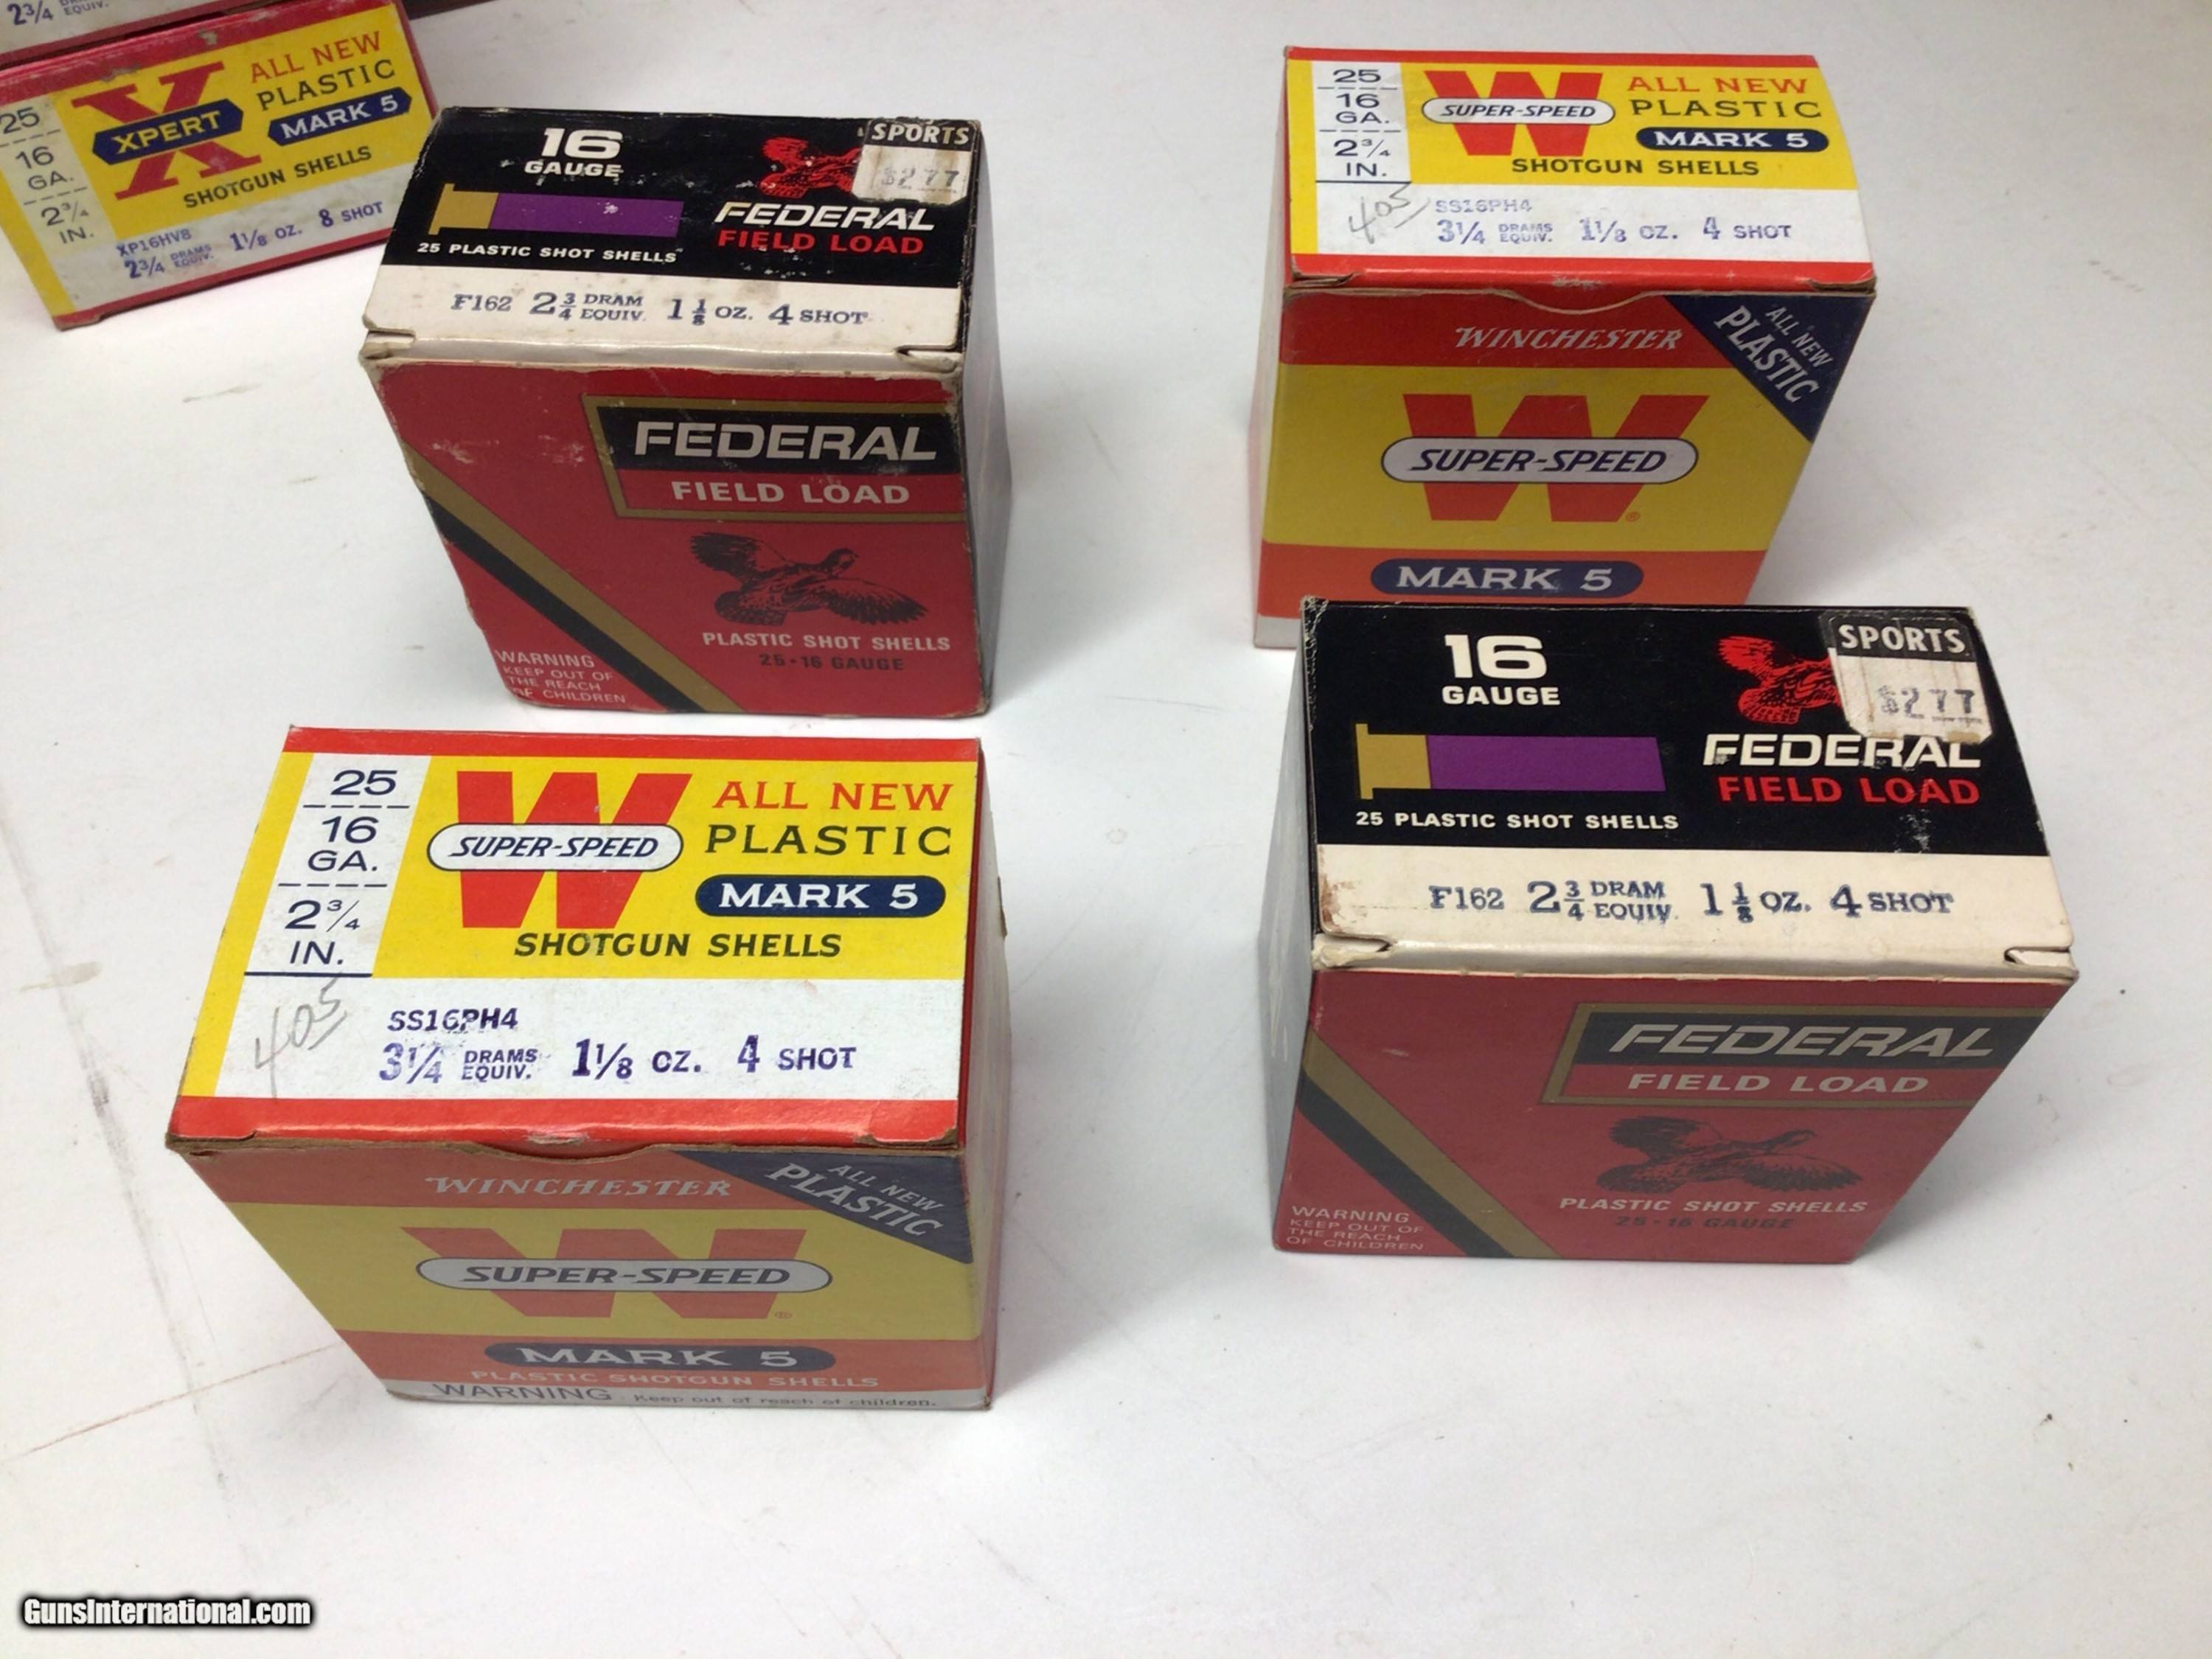 2¾ EQUIV.
25
16
GA.
2¾
IN.
X
XPERT
ALL NEW
PLASTIC
MARK 5
SHOTGUN SHELLS
XP16HV8
2¾ DRAMS EQUIV. 1⅛ OZ. 8 SHOT
16
GAUGE
SPORTS
$2 77
FEDERAL
FIELD LOAD
25 PLASTIC SHOT SHELLS
F162 2¾ DRAM EQUIV. 1⅛ OZ. 4 SHOT
FEDERAL
FIELD LOAD
PLASTIC SHOT SHELLS
25-16 GAUGE
WARNING
KEEP OUT OF
THE REACH
OF CHILDREN
25
16
GA.
2¾
IN.
W
SUPER-SPEED
ALL NEW
PLASTIC
MARK 5
SHOTGUN SHELLS
405
SS16PH4
3¼ DRAMS EQUIV. 1⅛ OZ. 4 SHOT
WINCHESTER
ALL NEW
PLASTIC
W
SUPER-SPEED
®
MARK 5
25
16
GA.
2¾
IN.
W
SUPER-SPEED
ALL NEW
PLASTIC
MARK 5
SHOTGUN SHELLS
405
SS16PH4
3¼ DRAMS EQUIV. 1⅛ OZ. 4 SHOT
WINCHESTER
ALL NEW
PLASTIC
W
SUPER-SPEED
®
MARK 5
PLASTIC SHOTGUN SHELLS
WARNING Keep out of reach of children.
16
GAUGE
SPORTS
$2 77
FEDERAL
FIELD LOAD
25 PLASTIC SHOT SHELLS
F162 2¾ DRAM EQUIV. 1⅛ OZ. 4 SHOT
FEDERAL
FIELD LOAD
PLASTIC SHOT SHELLS
25-16 GAUGE
WARNING
KEEP OUT OF
THE REACH
OF CHILDREN
GunsInternational.com